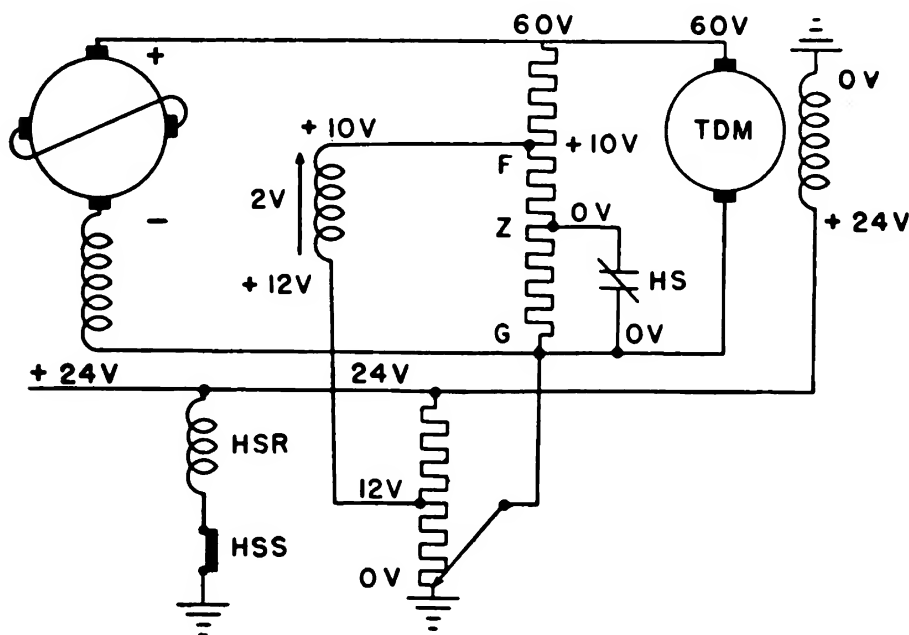 60V
60V
+
0V
TDM
+ 10V
F
+10V
2V
Z
0V
+ 24V
−
+ 12V
HS
G
0V
+ 24V
24V
HSR
12V
HSS
0V